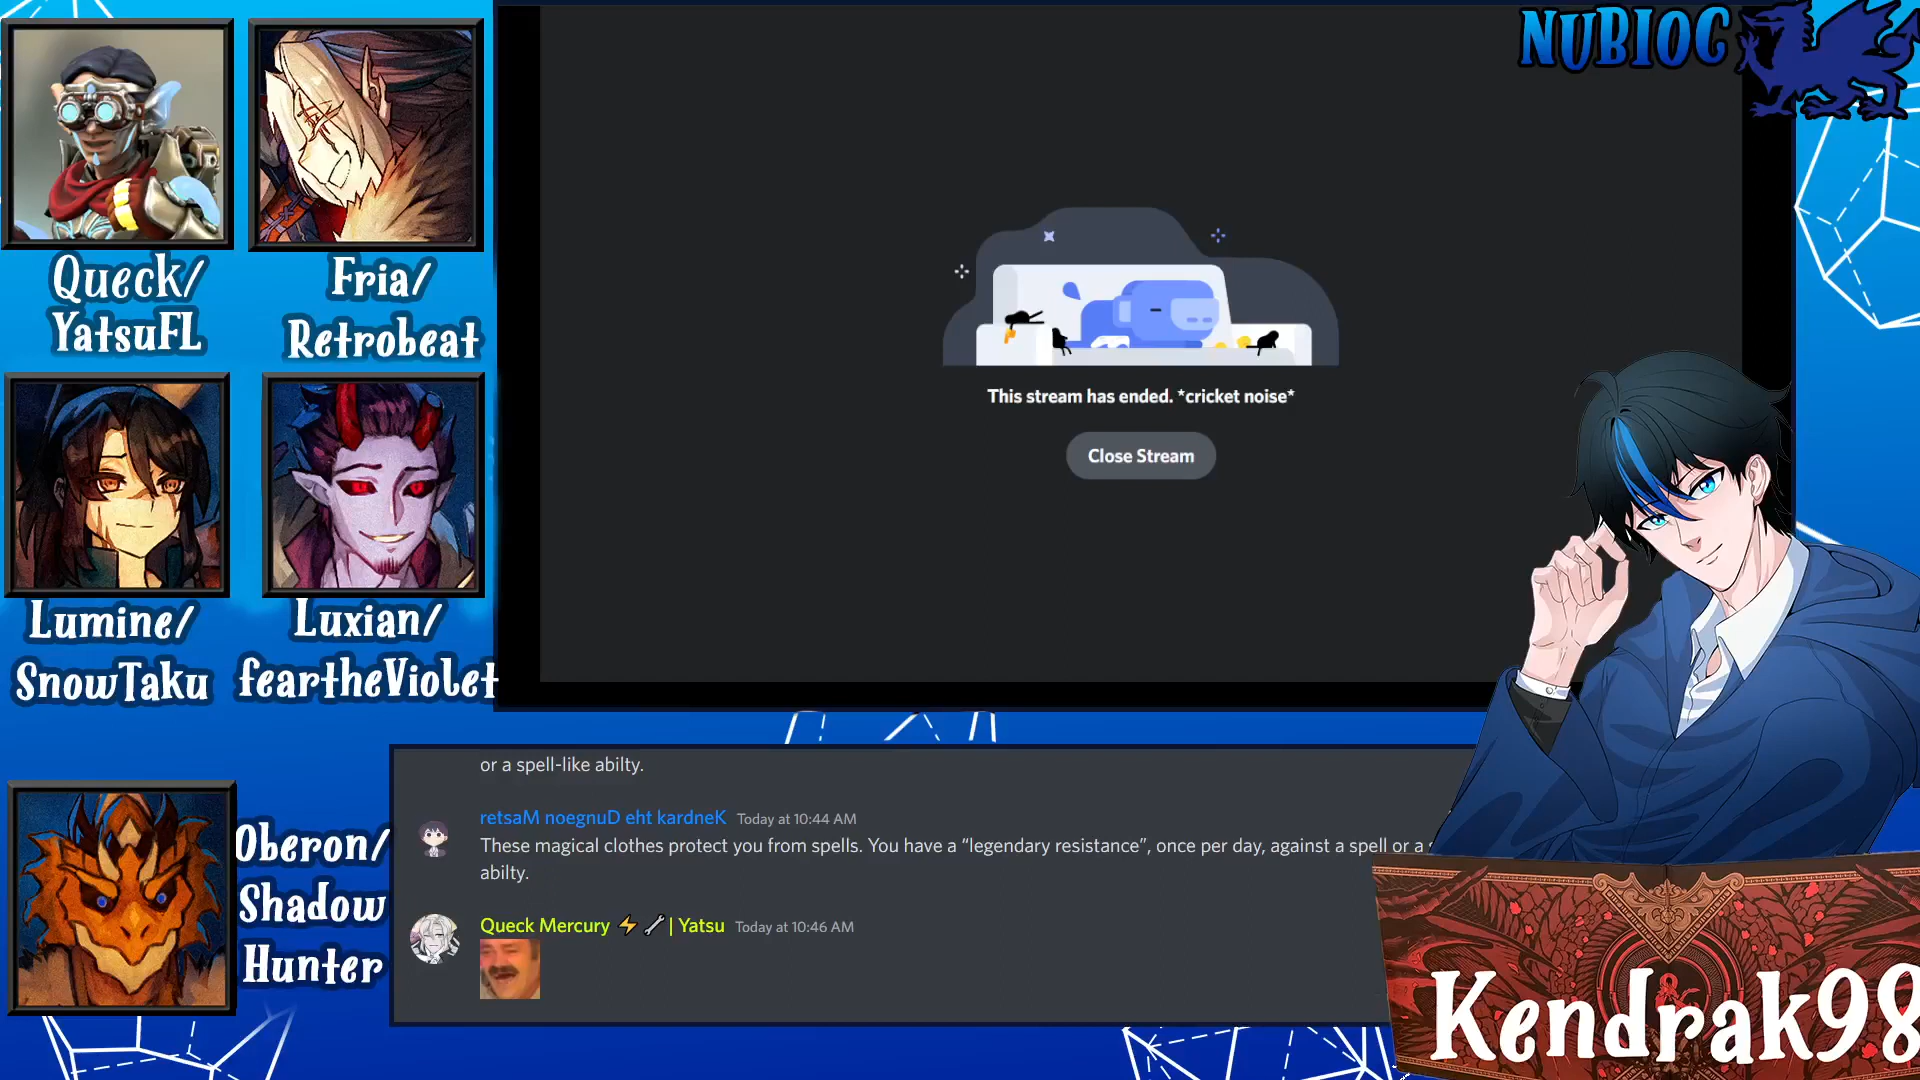 NUBIOC
Queck/
YatsuFL
Fria/
Retrobeat
This stream has ended. *cricket noise*
Close Stream
Lumine/
SnowTaku
Luxian/
feartheViolet
or a spell-like abilty.
retsaM noegnuD eht kardneK Today at 10:44 AM
These magical clothes protect you from spells. You have a "legendary resistance", once per day, against a spell or a
abilty.
Queck Mercury ⚡🔧 | Yatsu Today at 10:46 AM
Oberon/
Shadow
Hunter
Kendrak98